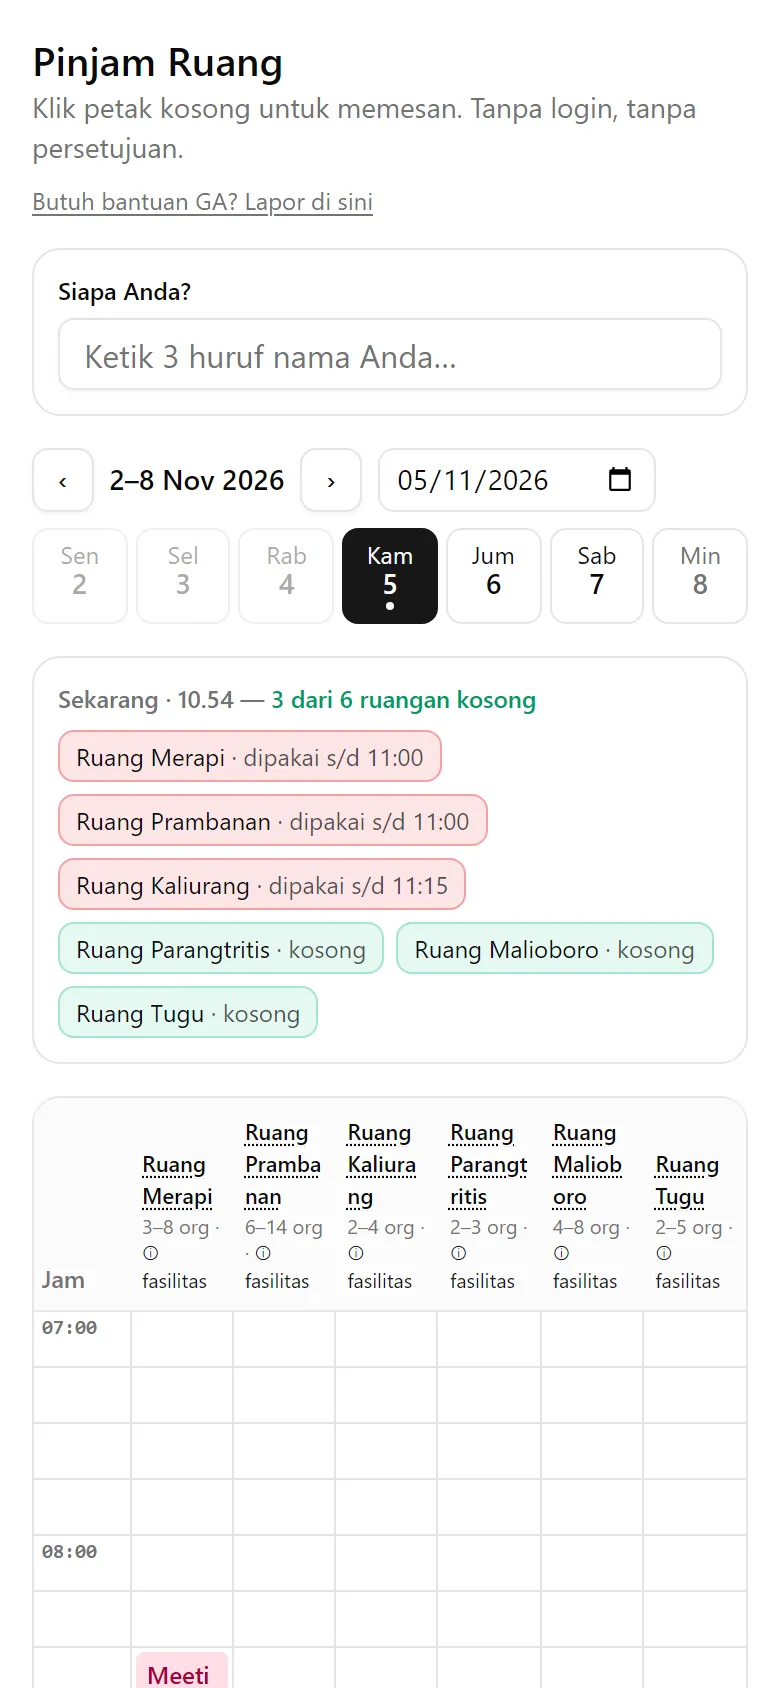 Pinjam Ruang
Klik petak kosong untuk memesan. Tanpa login, tanpa
persetujuan.
Butuh bantuan GA? Lapor di sini
Siapa Anda?
Ketik 3 huruf nama Anda...
‹ 2–8 Nov 2026 › 05/11/2026
Sen Sel Rab Kam Jum Sab Min
2 3 4 5 6 7 8
Sekarang · 10.54 — 3 dari 6 ruangan kosong
Ruang Merapi · dipakai s/d 11:00
Ruang Prambanan · dipakai s/d 11:00
Ruang Kaliurang · dipakai s/d 11:15
Ruang Parangtritis · kosong Ruang Malioboro · kosong
Ruang Tugu · kosong
Jam
Ruang
Merapi
3–8 org ·
ⓘ
fasilitas
Ruang
Pramba
nan
6–14 org
· ⓘ
fasilitas
Ruang
Kaliura
ng
2–4 org ·
ⓘ
fasilitas
Ruang
Parangt
ritis
2–3 org ·
ⓘ
fasilitas
Ruang
Maliob
oro
4–8 org ·
ⓘ
fasilitas
Ruang
Tugu
2–5 org ·
ⓘ
fasilitas
07:00
08:00
Meeti